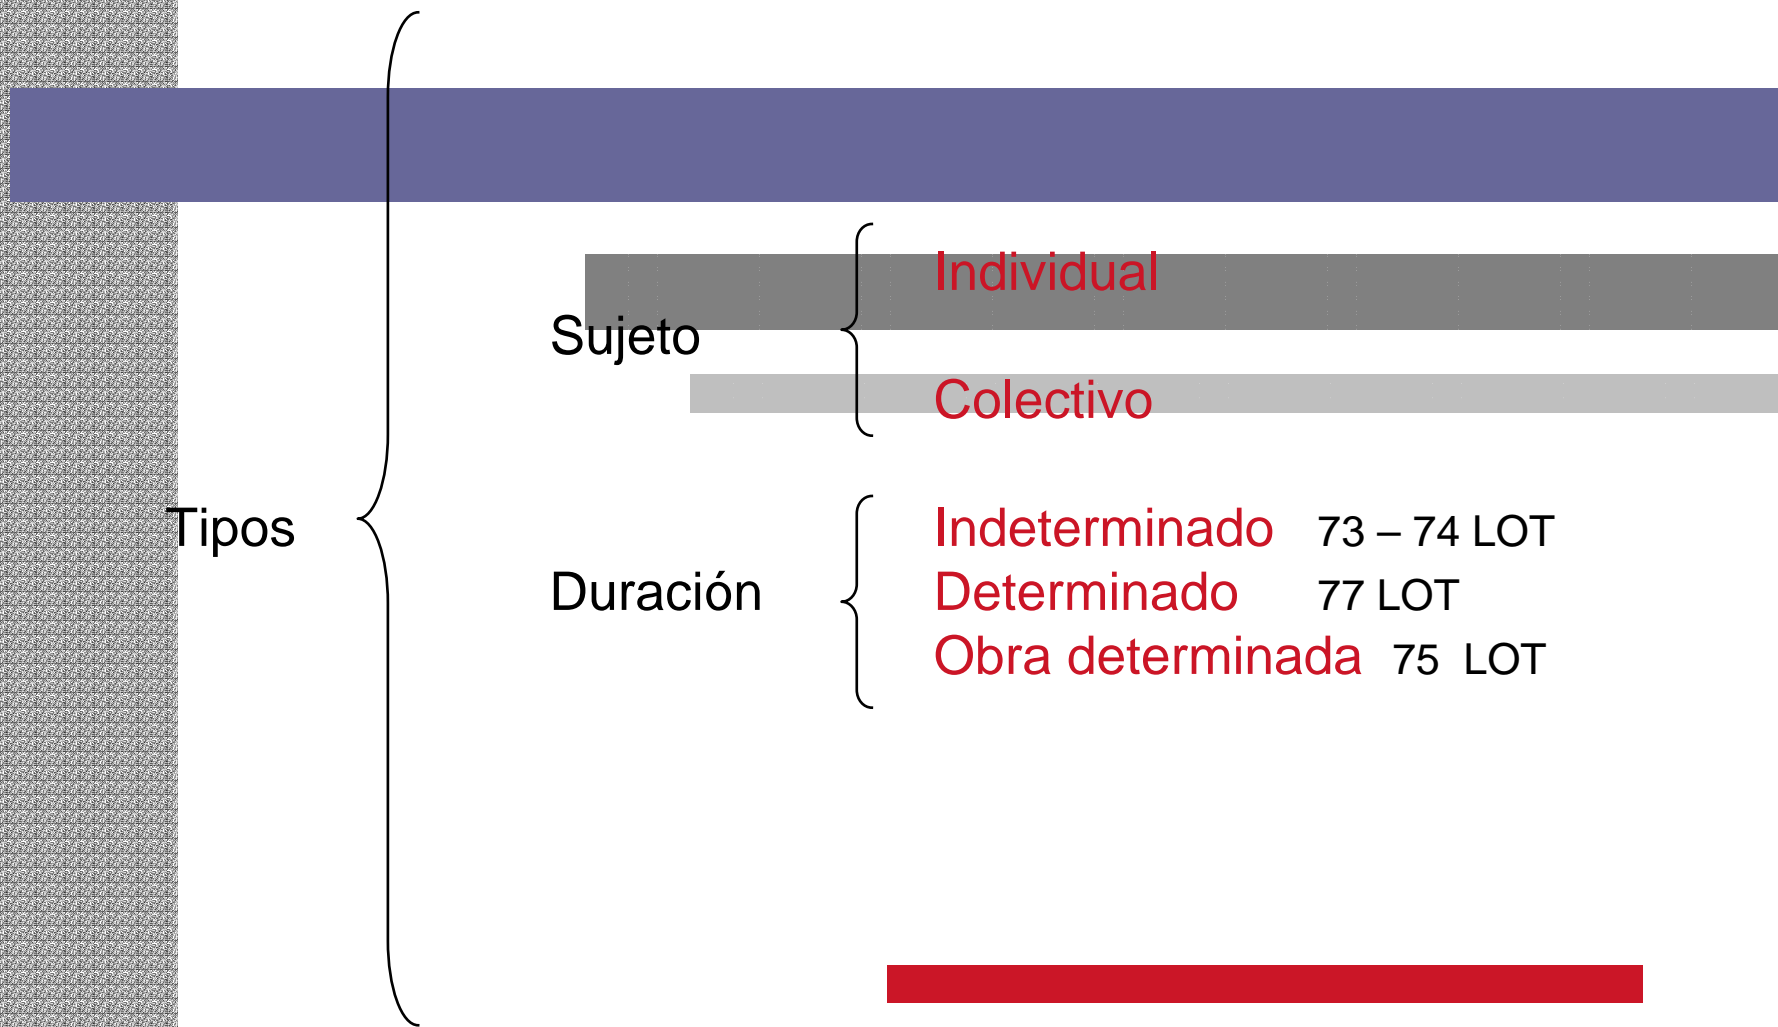 Individual
Sujeto
Colectivo
Tipos
Indeterminado 73 – 74 LOT
Duración
Determinado 77 LOT
Obra determinada 75 LOT